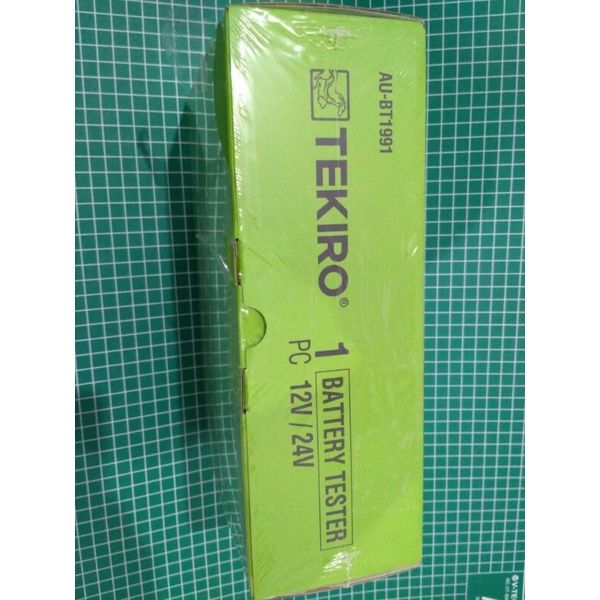 AU-BT1991
TEKIRO®
1 BATTERY TESTER
PC 12V / 24V